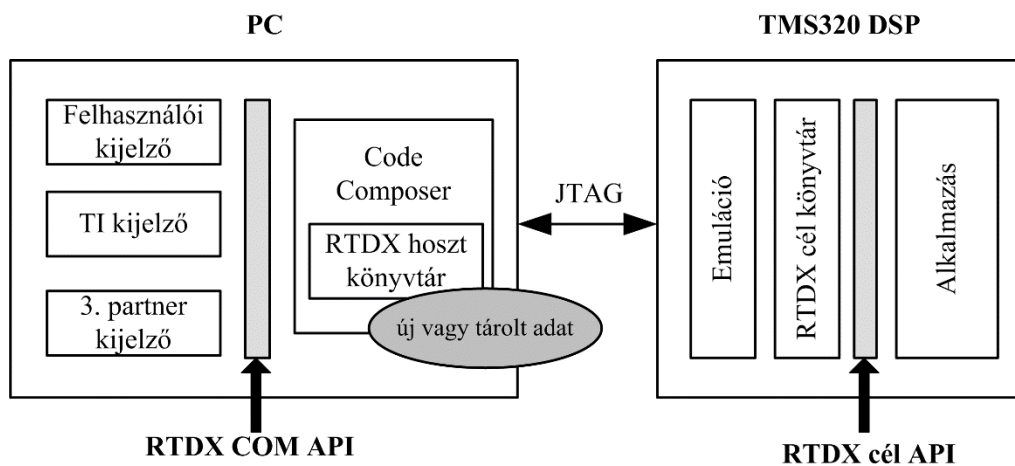 PC
TMS320 DSP
Felhasználói
kijelző
TI kijelző
3. partner
kijelző
Code
Composer
RTDX hoszt
könyvtár
új vagy tárolt adat
JTAG
Emuláció
RTDX cél könyvtár
Alkalmazás
RTDX COM API
RTDX cél API